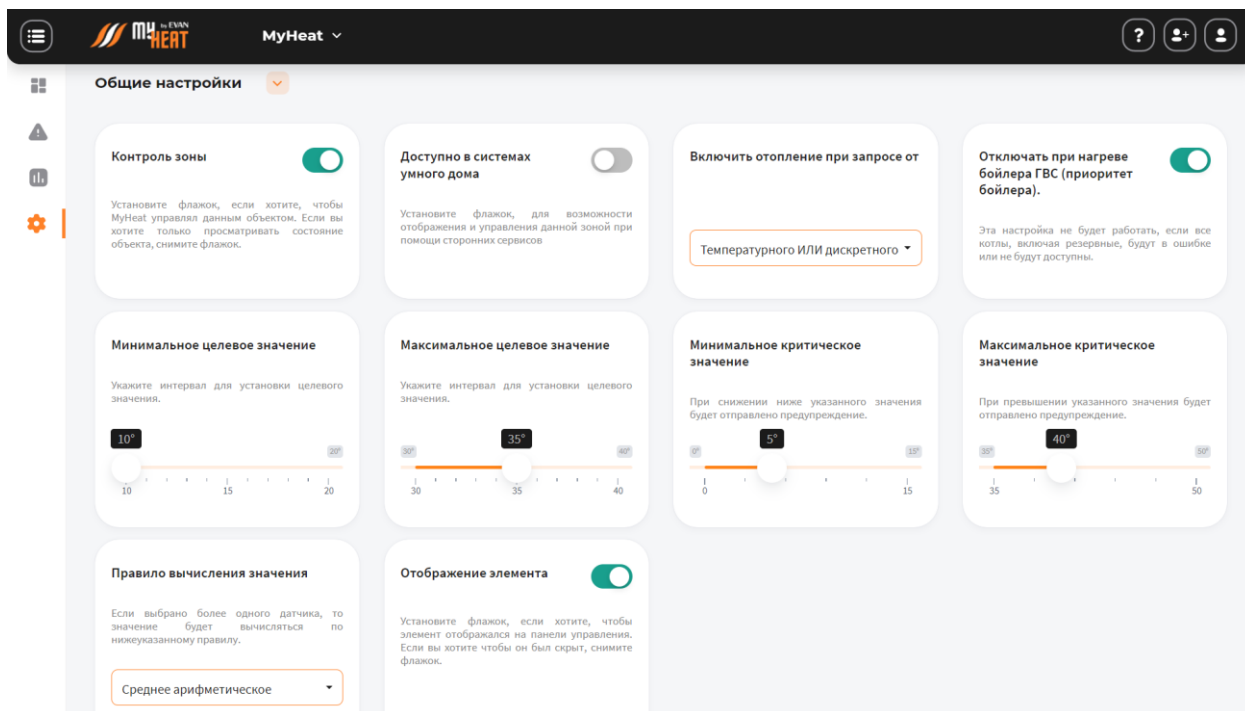 MYHEAT by EVAN
MyHeat
?
Общие настройки
Контроль зоны
Установите флажок, если хотите, чтобы
MyHeat управлял данным объектом. Если вы
хотите только просматривать состояние
объекта, снимите флажок.
Доступно в системах
умного дома
Установите флажок, для возможности
отображения и управления данной зоной при
помощи сторонних сервисов
Включить отопление при запросе от
Температурного ИЛИ дискретного
Отключать при нагреве
бойлера ГВС (приоритет
бойлера).
Эта настройка не будет работать, если все
котлы, включая резервные, будут в ошибке
или не будут доступны.
Минимальное целевое значение
Укажите интервал для установки целевого
значения.
10°
20°
10 15 20
Максимальное целевое значение
Укажите интервал для установки целевого
значения.
35°
30° 40°
30 35 40
Минимальное критическое
значение
При снижении ниже указанного значения
будет отправлено предупреждение.
5°
0° 15°
0 15
Максимальное критическое
значение
При превышении указанного значения будет
отправлено предупреждение.
40°
35° 50°
35 50
Правило вычисления значения
Если выбрано более одного датчика, то
значение будет вычисляться по
нижеуказанному правилу.
Среднее арифметическое
Отображение элемента
Установите флажок, если хотите, чтобы
элемент отображался на панели управления.
Если вы хотите чтобы он был скрыт, снимите
флажок.